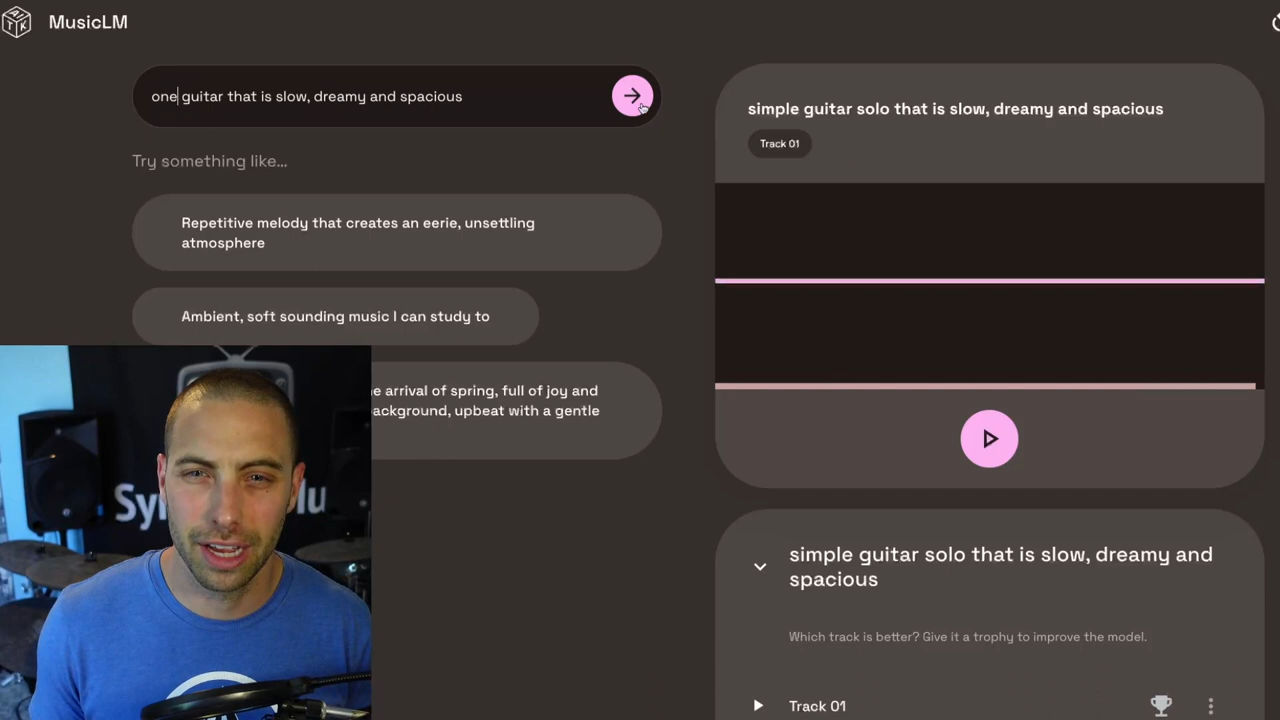 MusicLM
one guitar that is slow, dreamy and spacious
Try something like...
Repetitive melody that creates an eerie, unsettling
atmosphere
Ambient, soft sounding music I can study to
e arrival of spring, full of joy and
ackground, upbeat with a gentle
simple guitar solo that is slow, dreamy and spacious
Track 01
simple guitar solo that is slow, dreamy and
spacious
Which track is better? Give it a trophy to improve the model.
Track 01